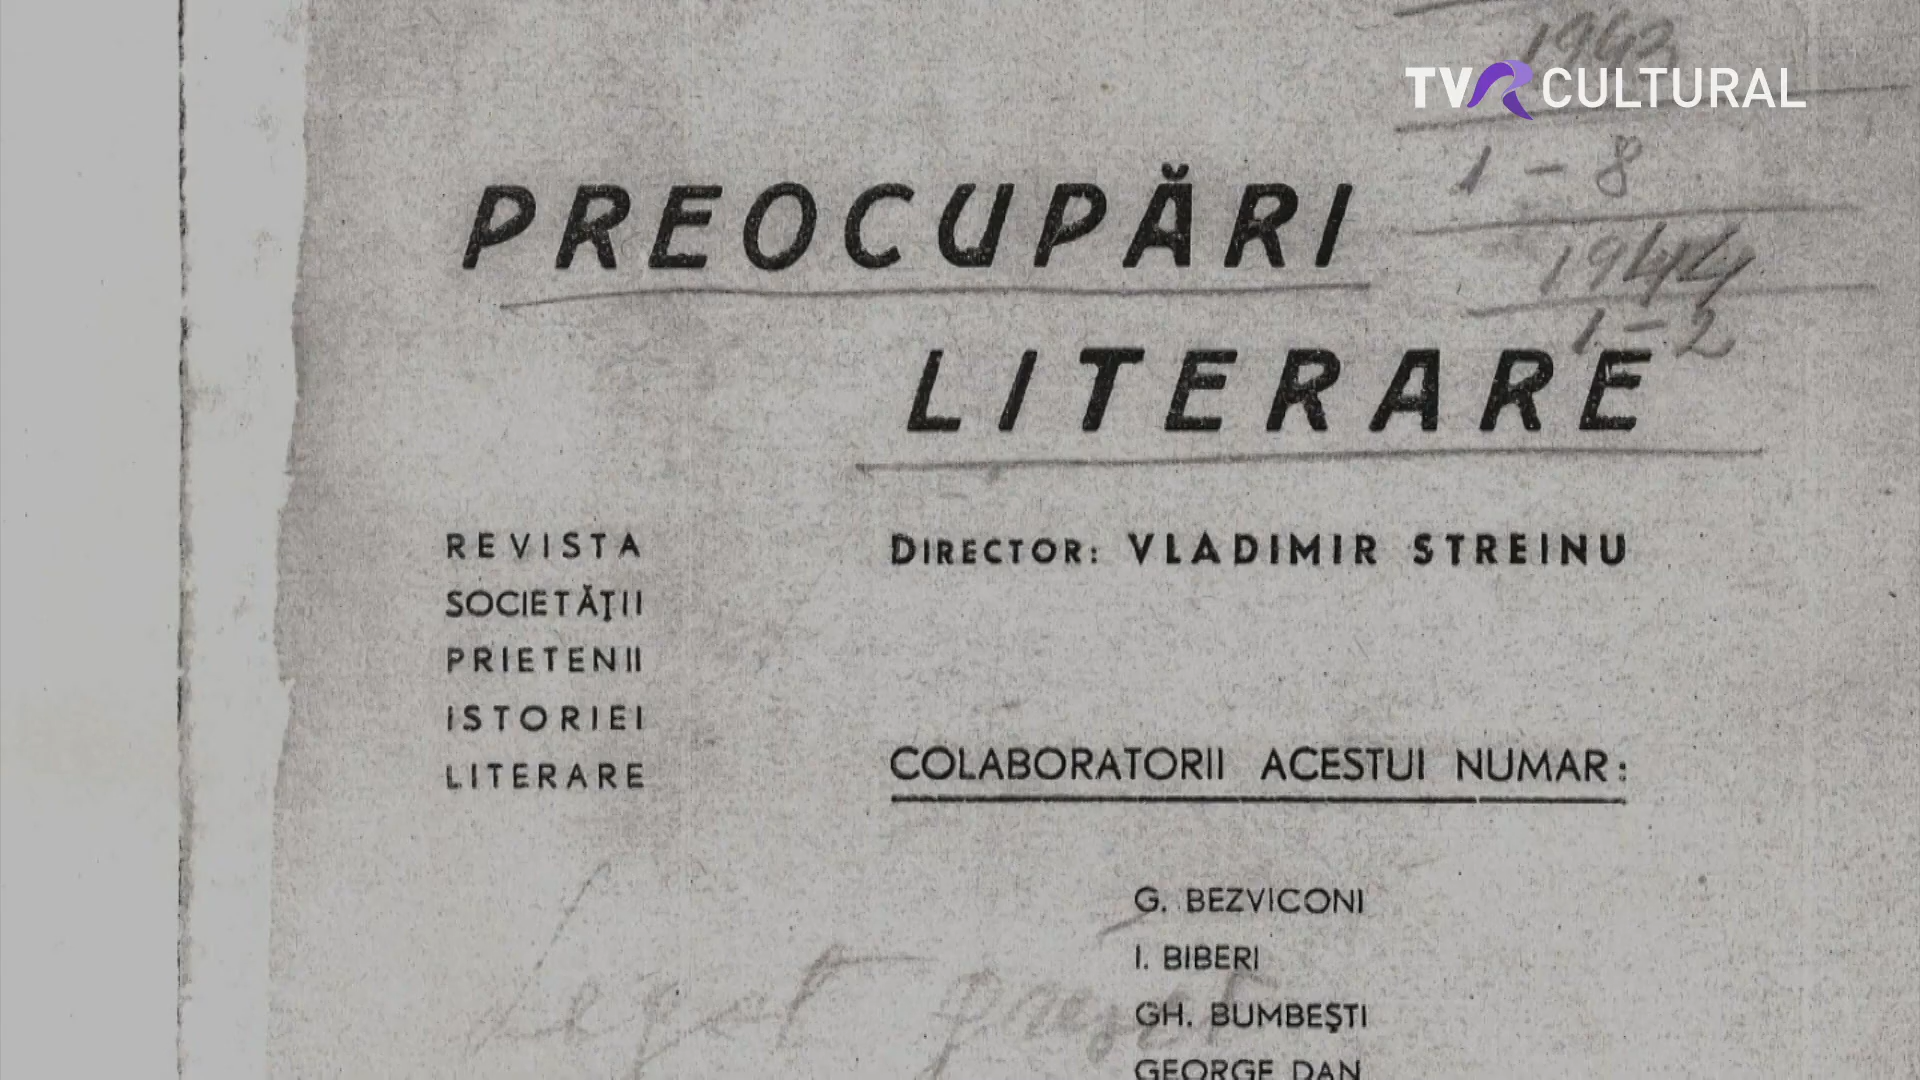 1943
TVR CULTURAL
1 - 8
PREOCUPĂRI
1944
1 - 2
LITERARE
REVISTA
SOCIETĂŢII
PRIETENII
ISTORIEI
LITERARE
DIRECTOR: VLADIMIR STREINU
COLABORATORII ACESTUI NUMAR:
G. BEZVICONI
I. BIBERI
GH. BUMBEŞTI
GEORGE DAN
Legat